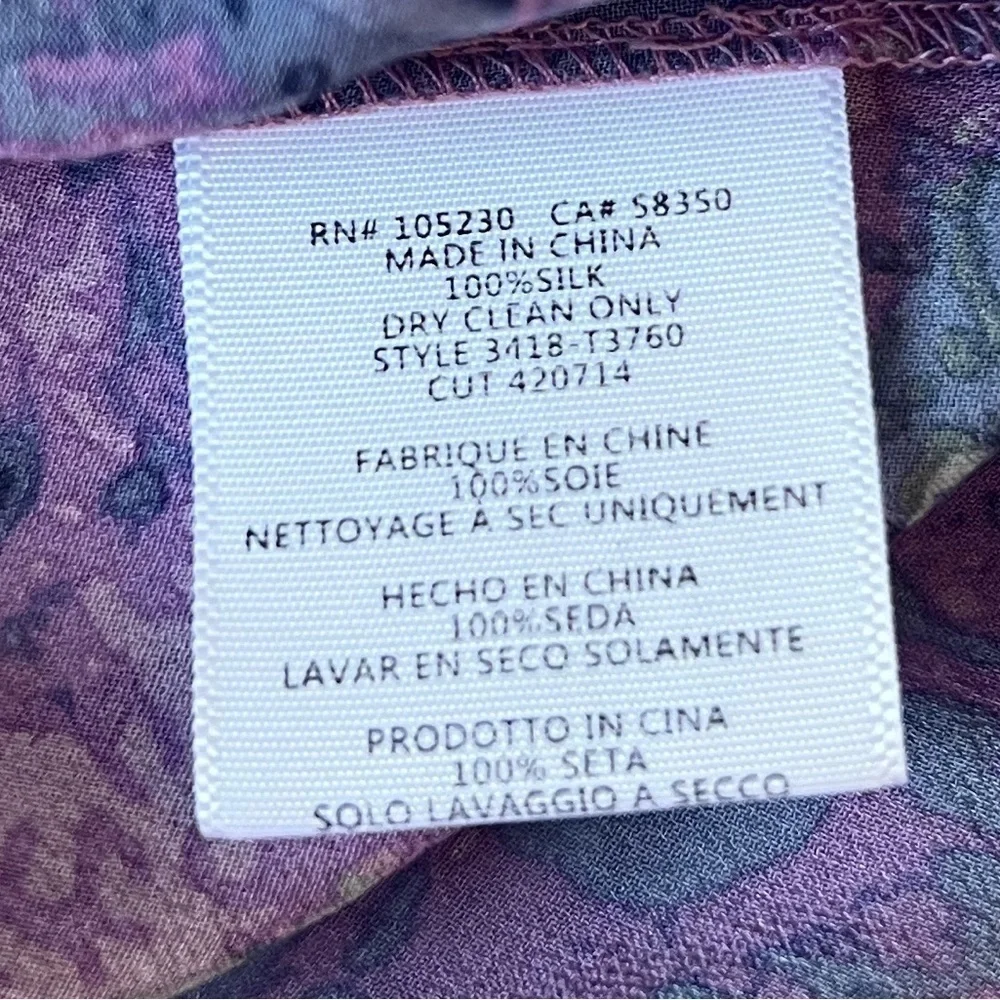 RN# 105230 CA# 58350
MADE IN CHINA
100%SILK
DRY CLEAN ONLY
STYLE 3418-T3760
CUT 420714
FABRIQUE EN CHINE
100%SOIE
NETTOYAGE A SEC UNIQUEMENT
HECHO EN CHINA
100%SEDA
LAVAR EN SECO SOLAMENTE
PRODOTTO IN CINA
100% SETA
SOLO LAVAGGIO A SECCO